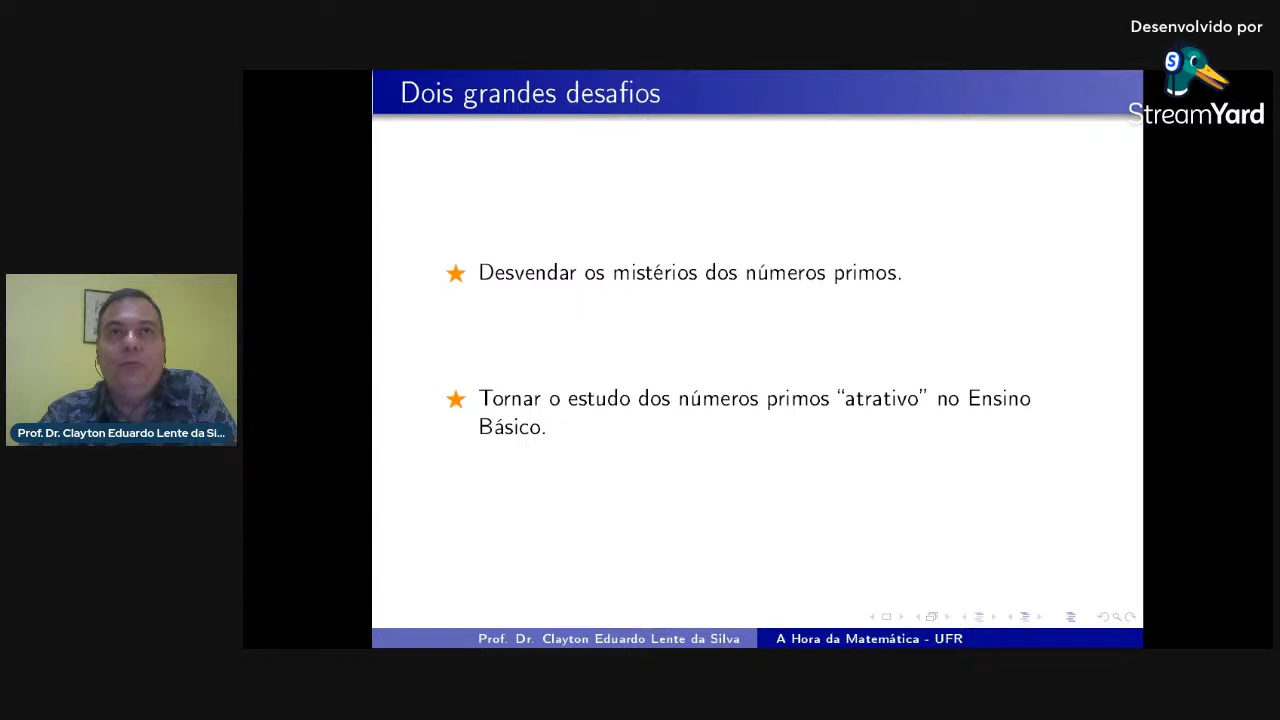 Desenvolvido por
StreamYard
Dois grandes desafios
Desvendar os mistérios dos números primos.
Tornar o estudo dos números primos “atrativo” no Ensino
Básico.
Prof. Dr. Clayton Eduardo Lente da Si...
Prof. Dr. Clayton Eduardo Lente da Silva
A Hora da Matemática - UFR